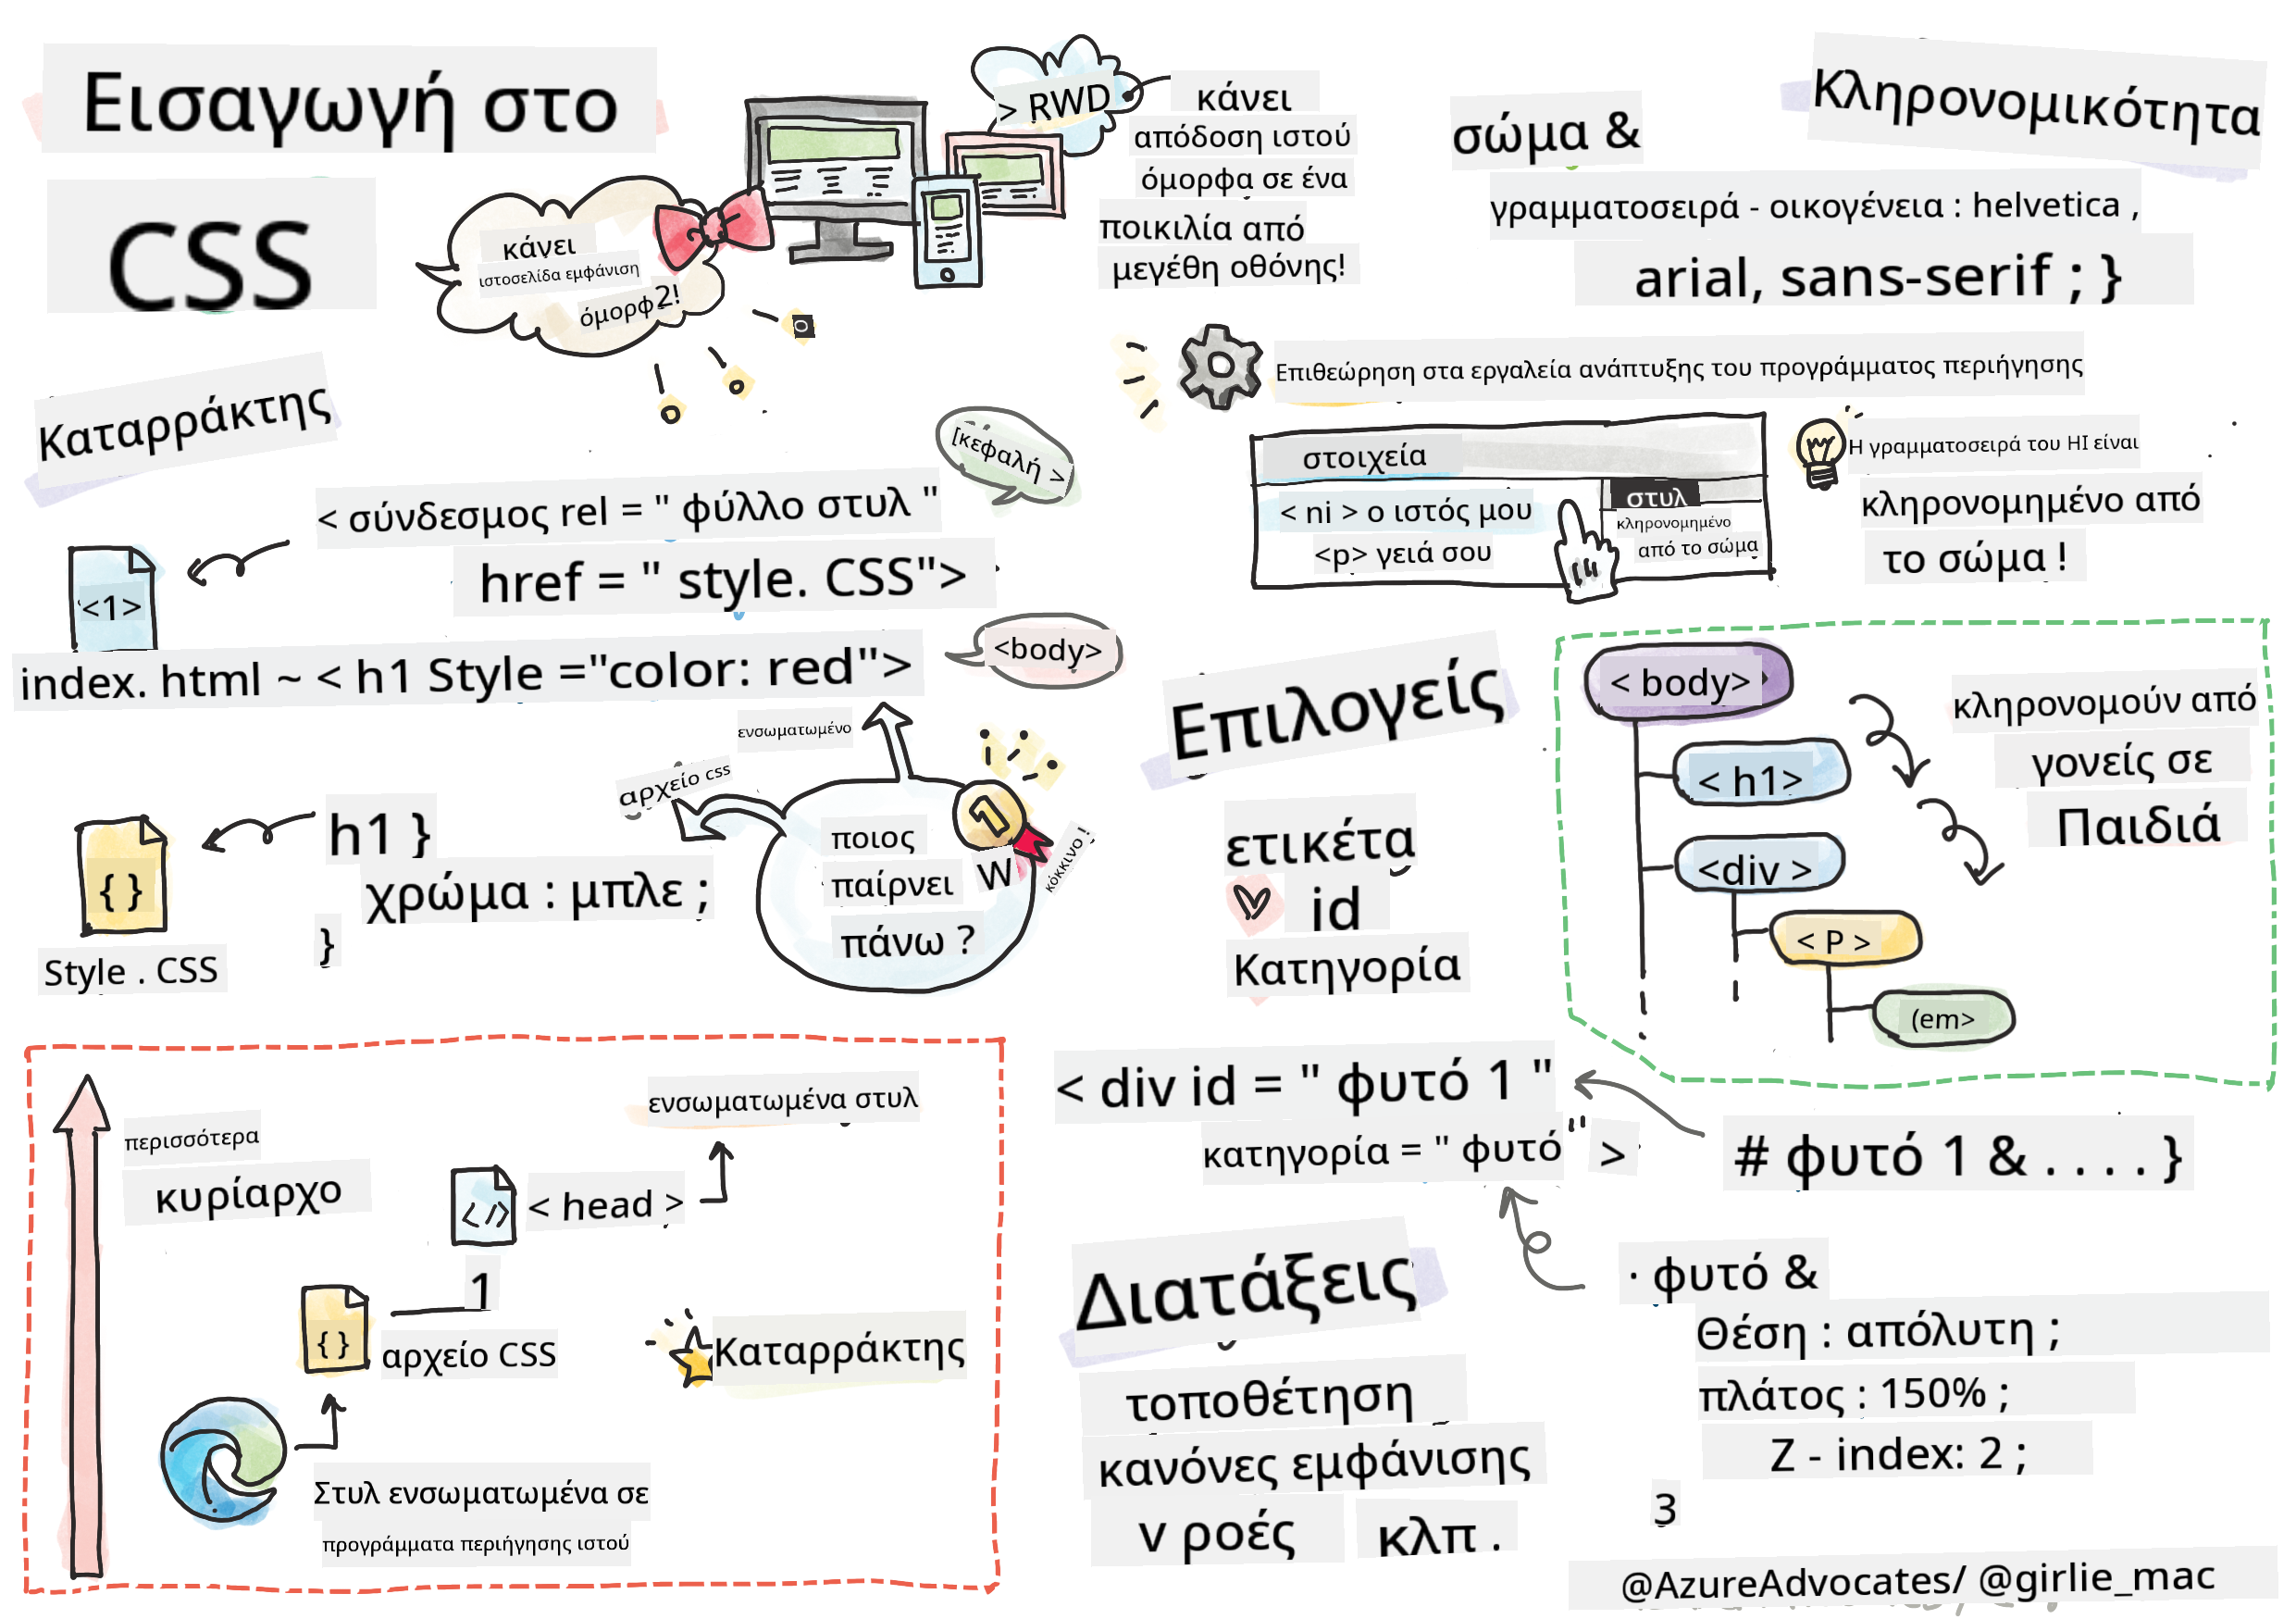 Εισαγωγή στο
CSS
κάνει
ιστοσελίδα εμφάνιση
όμορφ2!
> RWD
κάνει
απόδοση ιστού
όμορφα σε ένα
ποικιλία από
μεγέθη οθόνης!
Κληρονομικότητα
σώμα &
γραμματοσειρά - οικογένεια : helvetica ,
arial, sans-serif ; }
Επιθεώρηση στα εργαλεία ανάπτυξης του προγράμματος περιήγησης
στοιχεία
< ni > ο ιστός μου
<p> γειά σου
στυλ
κληρονομημένο
από το σώμα
Η γραμματοσειρά του HI είναι
κληρονομημένο από
το σώμα !
Καταρράκτης
[κεφαλή >
< σύνδεσμος rel = " φύλλο στυλ "
href = " style. CSS">
<1>
index. html ~ < h1 Style ="color: red">
<body>
ενσωματωμένο
αρχείο css
h1 }
χρώμα : μπλε ;
}
{ }
Style . CSS
ποιος
παίρνει
πάνω ?
1
W
κόκκινο !
Επιλογείς
ετικέτα
id
Κατηγορία
< body>
< h1>
<div >
< P >
(em>
κληρονομούν από
γονείς σε
Παιδιά
< div id = " φυτό 1 "
κατηγορία = " φυτό " >
# φυτό 1 & . . . . }
· φυτό &
Θέση : απόλυτη ;
πλάτος : 150% ;
Z - index: 2 ;
3
περισσότερα
κυρίαρχο
ενσωματωμένα στυλ
</>
< head >
1
{ }
αρχείο CSS
Καταρράκτης
Στυλ ενσωματωμένα σε
προγράμματα περιήγησης ιστού
Διατάξεις
τοποθέτηση
κανόνες εμφάνισης
ν ροές κλπ .
@AzureAdvocates/ @girlie_mac